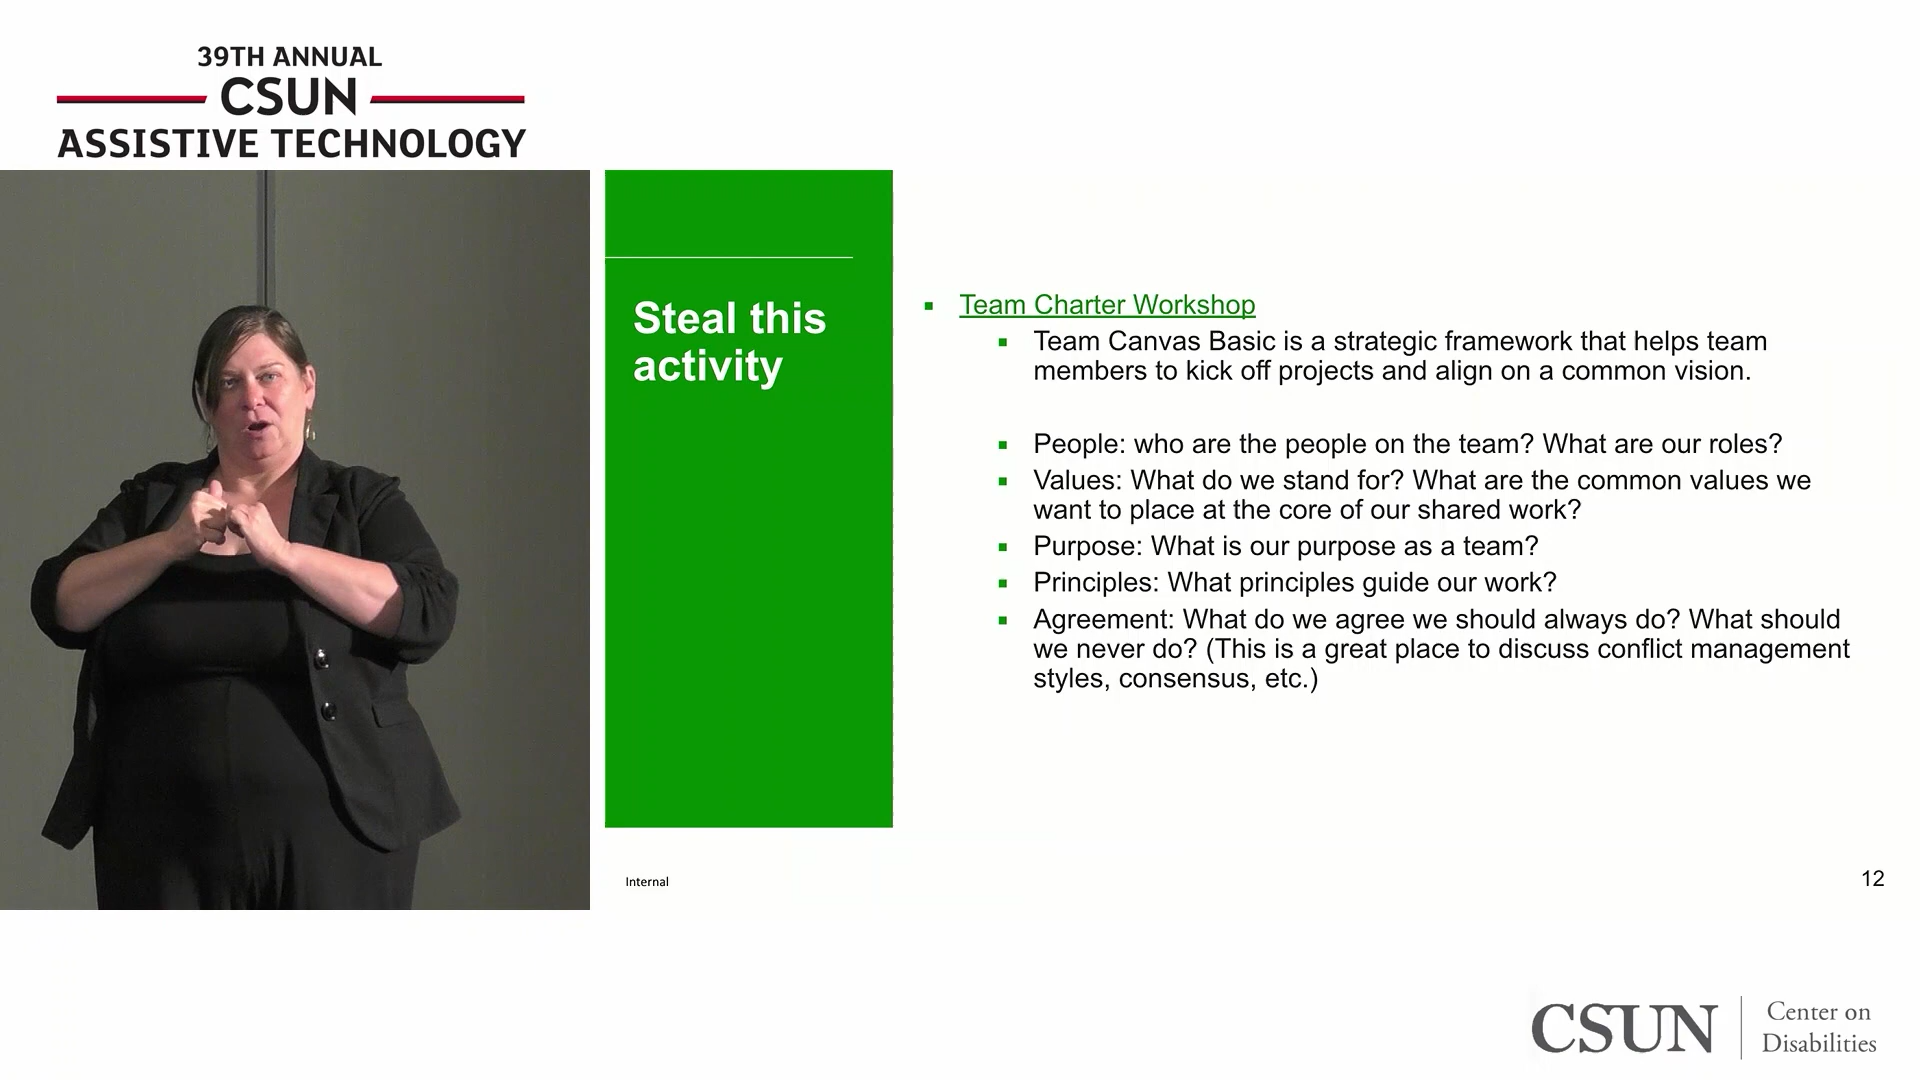 39TH ANNUAL
CSUN
ASSISTIVE TECHNOLOGY
Steal this
activity
Team Charter Workshop
Team Canvas Basic is a strategic framework that helps team
members to kick off projects and align on a common vision.
People: who are the people on the team? What are our roles?
Values: What do we stand for? What are the common values we
want to place at the core of our shared work?
Purpose: What is our purpose as a team?
Principles: What principles guide our work?
Agreement: What do we agree we should always do? What should
we never do? (This is a great place to discuss conflict management
styles, consensus, etc.)
Internal
12
CSUN
Center on
Disabilities